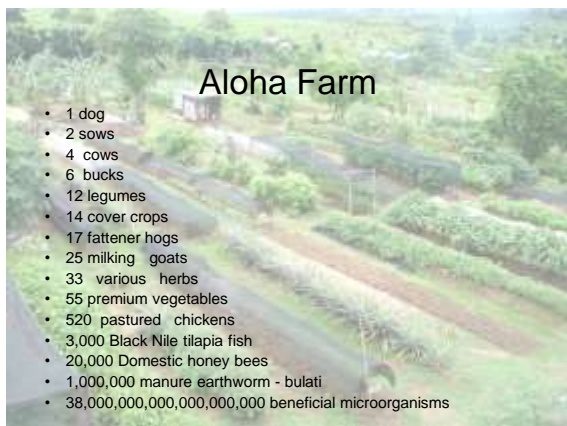 Aloha Farm
• 1 dog
• 2 sows
• 4 cows
• 6 bucks
• 12 legumes
• 14 cover crops
• 17 fattener hogs
• 25 milking goats
• 33 various herbs
• 55 premium vegetables
• 520 pastured chickens
• 3,000 Black Nile tilapia fish
• 20,000 Domestic honey bees
• 1,000,000 manure earthworm - bulati
• 38,000,000,000,000,000,000 beneficial microorganisms